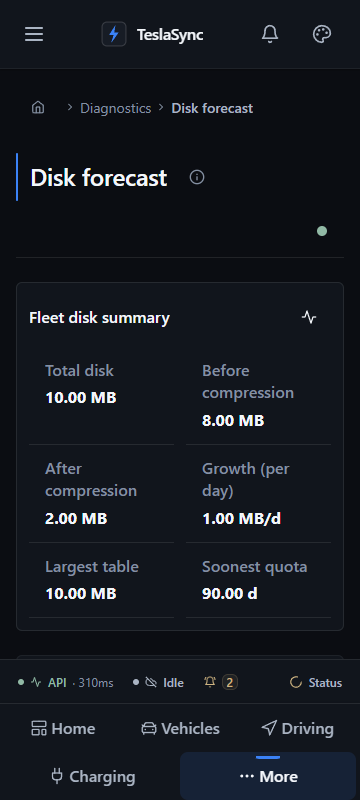 TeslaSync
Diagnostics Disk forecast
Disk forecast
Fleet disk summary
Total disk
10.00 MB
Before
compression
8.00 MB
After
compression
2.00 MB
Growth (per
day)
1.00 MB/d
Largest table
10.00 MB
Soonest quota
90.00 d
API · 310ms Idle 2 Status
Home Vehicles Driving
Charging More